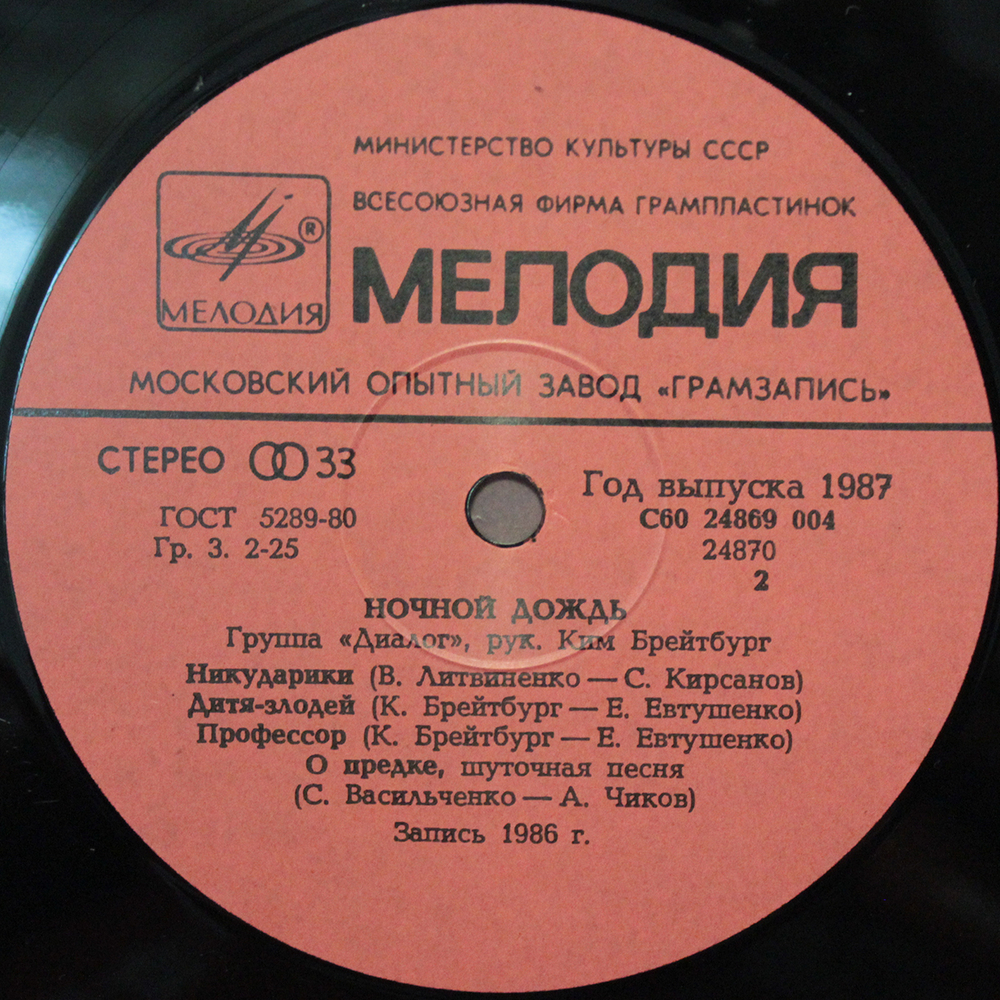 МИНИСТЕРСТВО КУЛЬТУРЫ СССР
ВСЕСОЮЗНАЯ ФИРМА ГРАМПЛАСТИНОК
®
МЕЛОДИЯ
МЕЛОДИЯ
МОСКОВСКИЙ ОПЫТНЫЙ ЗАВОД «ГРАМЗАПИСЬ»
СТЕРЕО 33
ГОСТ 5289-80
Гр. 3. 2-25
Год выпуска 1987
С60 24869 004
24870
2
НОЧНОЙ ДОЖДЬ
Группа «Диалог», рук. Ким Брейтбург
Никударики (В. Литвиненко — С. Кирсанов)
Дитя-злодей (К. Брейтбург — Е. Евтушенко)
Профессор (К. Брейтбург — Е. Евтушенко)
О предке, шуточная песня
(С. Васильченко — А. Чиков)
Запись 1986 г.